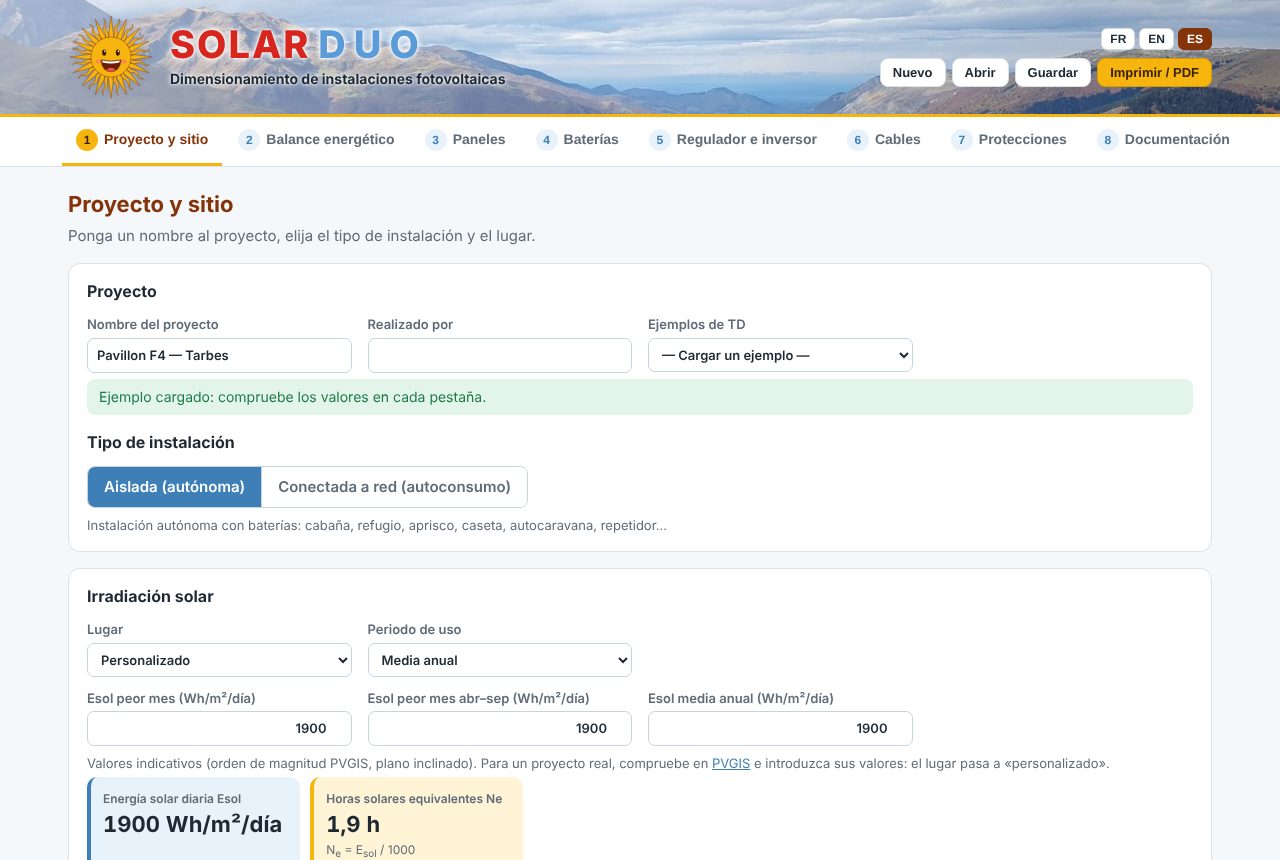 SOLAR DUO
Dimensionamiento de instalaciones fotovoltaicas
FR EN ES
Nuevo Abrir Guardar Imprimir / PDF
1 Proyecto y sitio 2 Balance energético 3 Paneles 4 Baterías 5 Regulador e inversor 6 Cables 7 Protecciones 8 Documentación
Proyecto y sitio
Ponga un nombre al proyecto, elija el tipo de instalación y el lugar.
Proyecto
Nombre del proyecto Realizado por Ejemplos de TD
Pavillon F4 — Tarbes — Cargar un ejemplo —
Ejemplo cargado: compruebe los valores en cada pestaña.
Tipo de instalación
Aislada (autónoma) Conectada a red (autoconsumo)
Instalación autónoma con baterías: cabaña, refugio, aprisco, caseta, autocaravana, repetidor…
Irradiación solar
Lugar Periodo de uso
Personalizado Media anual
Esol peor mes (Wh/m²/día) Esol peor mes abr–sep (Wh/m²/día) Esol media anual (Wh/m²/día)
1900 1900 1900
Valores indicativos (orden de magnitud PVGIS, plano inclinado). Para un proyecto real, compruebe en PVGIS e introduzca sus valores: el lugar pasa a «personalizado».
Energía solar diaria Esol Horas solares equivalentes Ne
1900 Wh/m²/día 1,9 h
Ne = Esol / 1000